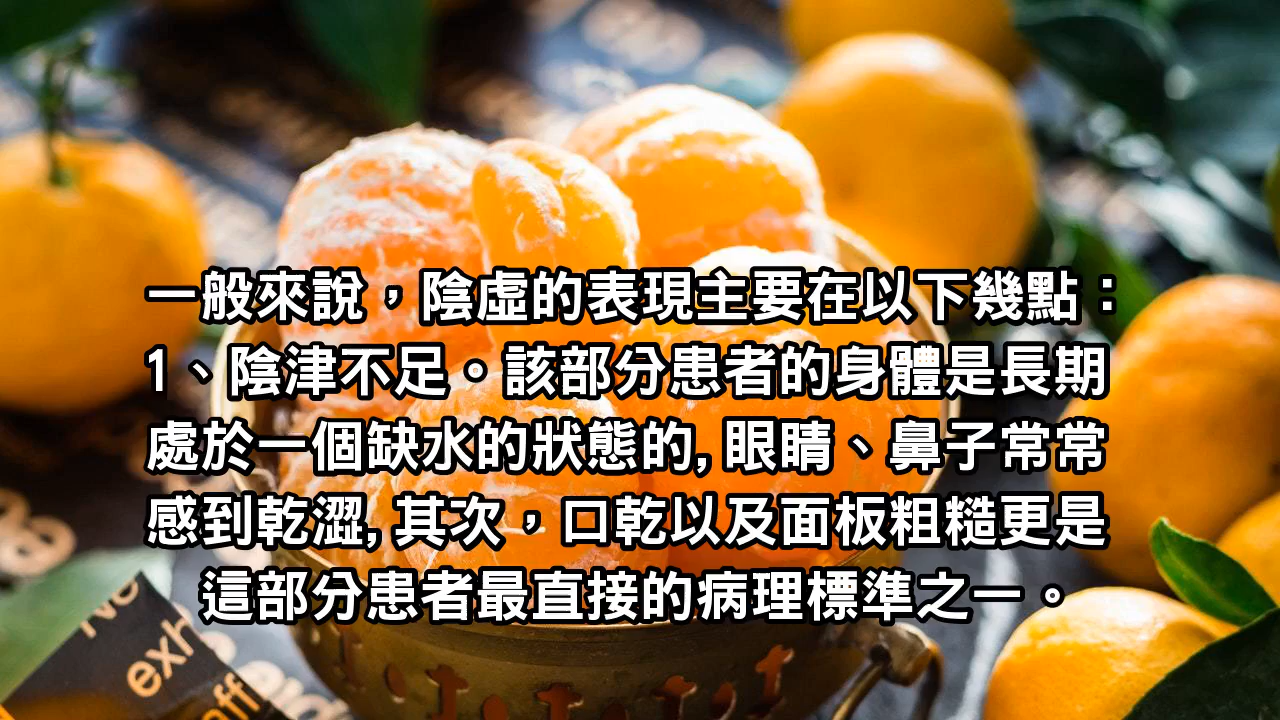 一般來說，陰虛的表現主要在以下幾點：
1、陰津不足。該部分患者的身體是長期
處於一個缺水的狀態的,眼睛、鼻子常常
感到乾澀,其次，口乾以及面板粗糙更是
這部分患者最直接的病理標準之一。
exh